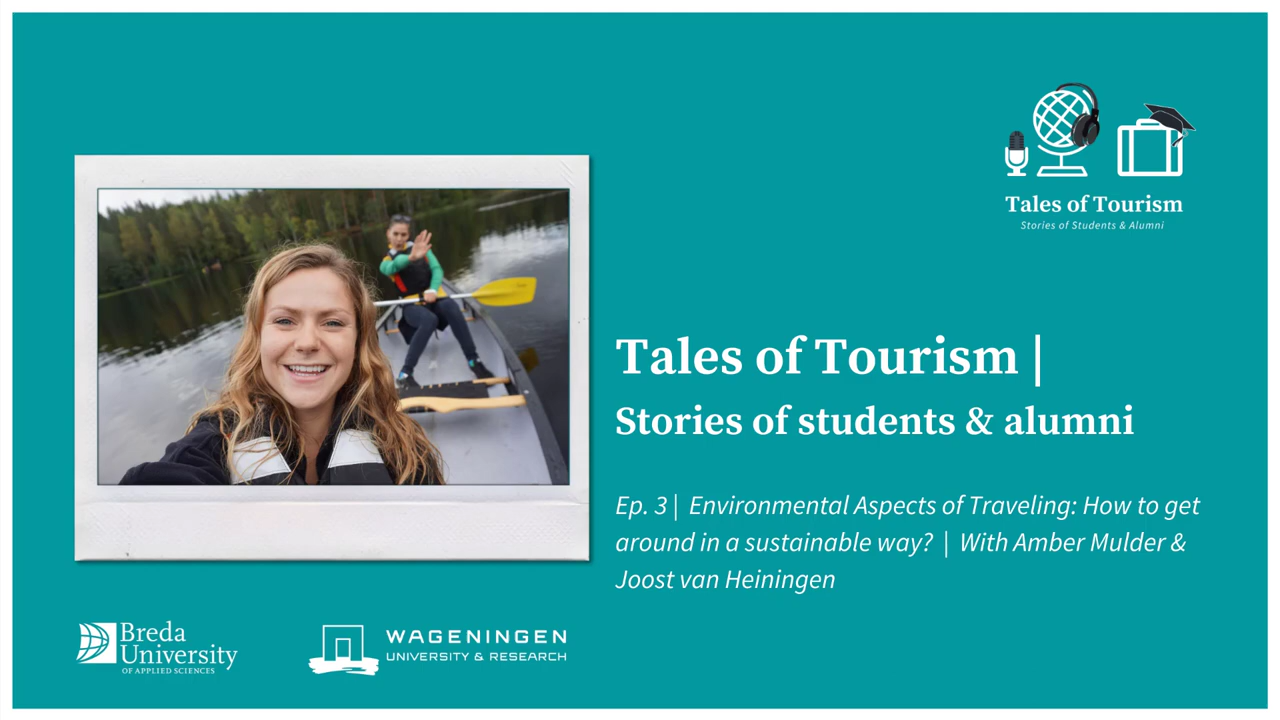 Tales of Tourism
Stories of Students & Alumni
Tales of Tourism |
Stories of students & alumni
Ep. 3 | Environmental Aspects of Traveling: How to get
around in a sustainable way? | With Amber Mulder &
Joost van Heiningen
Breda
University
OF APPLIED SCIENCES
WAGENINGEN
UNIVERSITY & RESEARCH